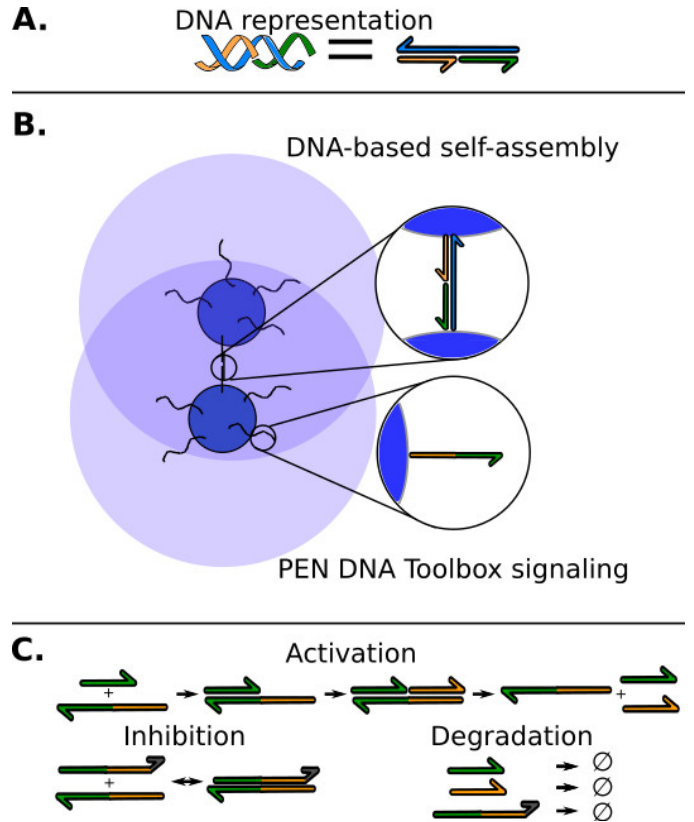 A.
DNA representation
B.
DNA-based self-assembly
PEN DNA Toolbox signaling
C.
Activation
+
+
Inhibition
Degradation
+
∅
∅
∅